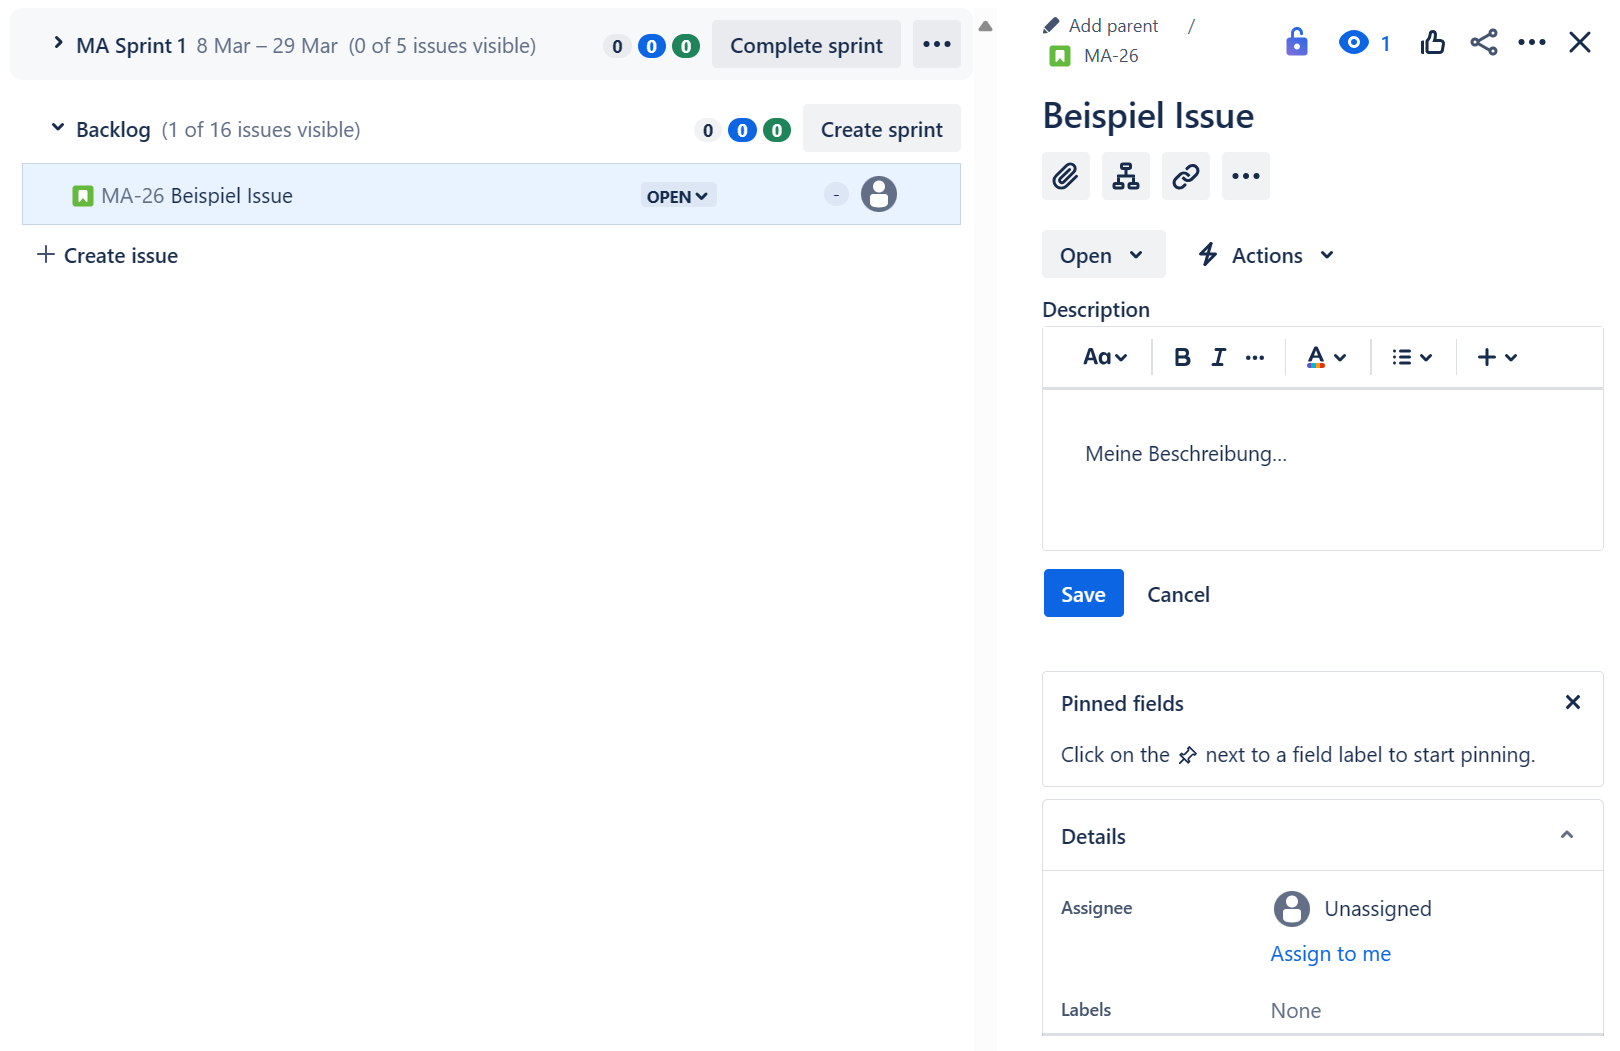 MA Sprint 1 8 Mar – 29 Mar (0 of 5 issues visible) 0 0 0 Complete sprint
Backlog (1 of 16 issues visible) 0 0 0 Create sprint
MA-26 Beispiel Issue OPEN -
Create issue
Add parent /
MA-26
1
Beispiel Issue
Open Actions
Description
Aa B I A
Meine Beschreibung...
Save Cancel
Pinned fields
Click on the next to a field label to start pinning.
Details
Assignee Unassigned
Assign to me
Labels None